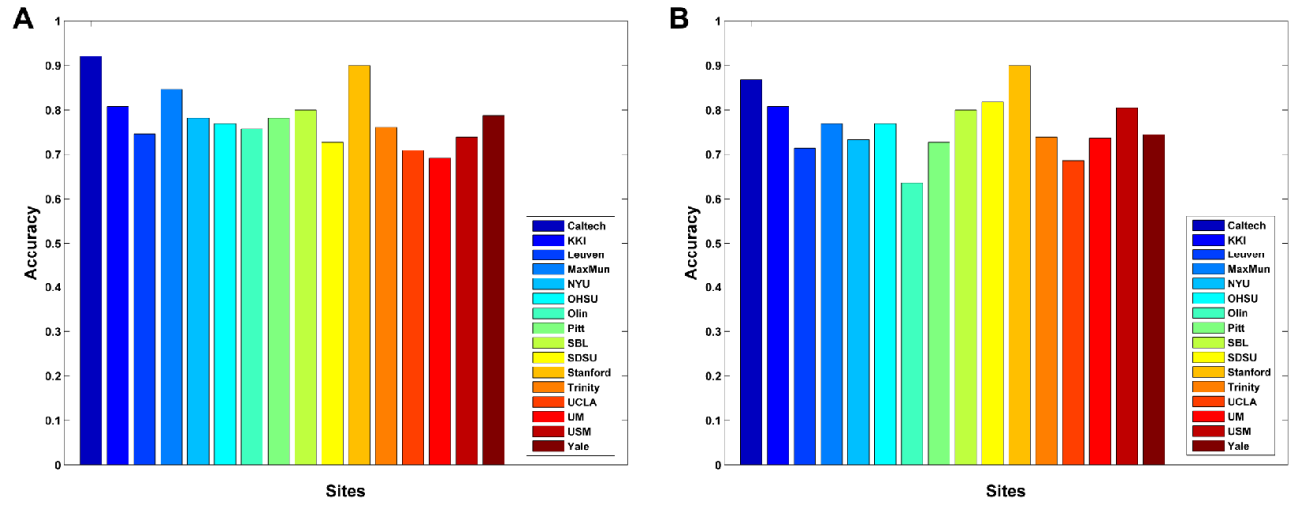 A
1
0.9
0.8
0.7
0.6
0.5
0.4
0.3
0.2
0.1
0
Accuracy
Sites
Caltech
KKI
Leuven
MaxMun
NYU
OHSU
Olin
Pitt
SBL
SDSU
Stanford
Trinity
UCLA
UM
USM
Yale
B
1
0.9
0.8
0.7
0.6
0.5
0.4
0.3
0.2
0.1
0
Accuracy
Sites
Caltech
KKI
Leuven
MaxMun
NYU
OHSU
Olin
Pitt
SBL
SDSU
Stanford
Trinity
UCLA
UM
USM
Yale